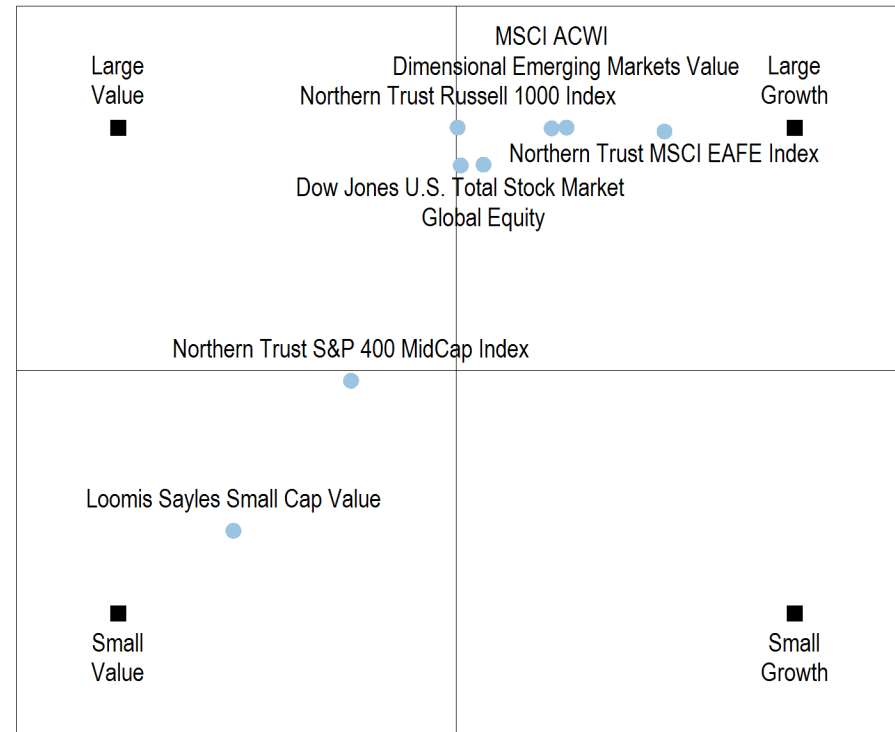 MSCI ACWI
Large
Value
Dimensional Emerging Markets Value
Large
Growth
Northern Trust Russell 1000 Index
Northern Trust MSCI EAFE Index
Dow Jones U.S. Total Stock Market
Global Equity
Northern Trust S&P 400 MidCap Index
Loomis Sayles Small Cap Value
Small
Value
Small
Growth